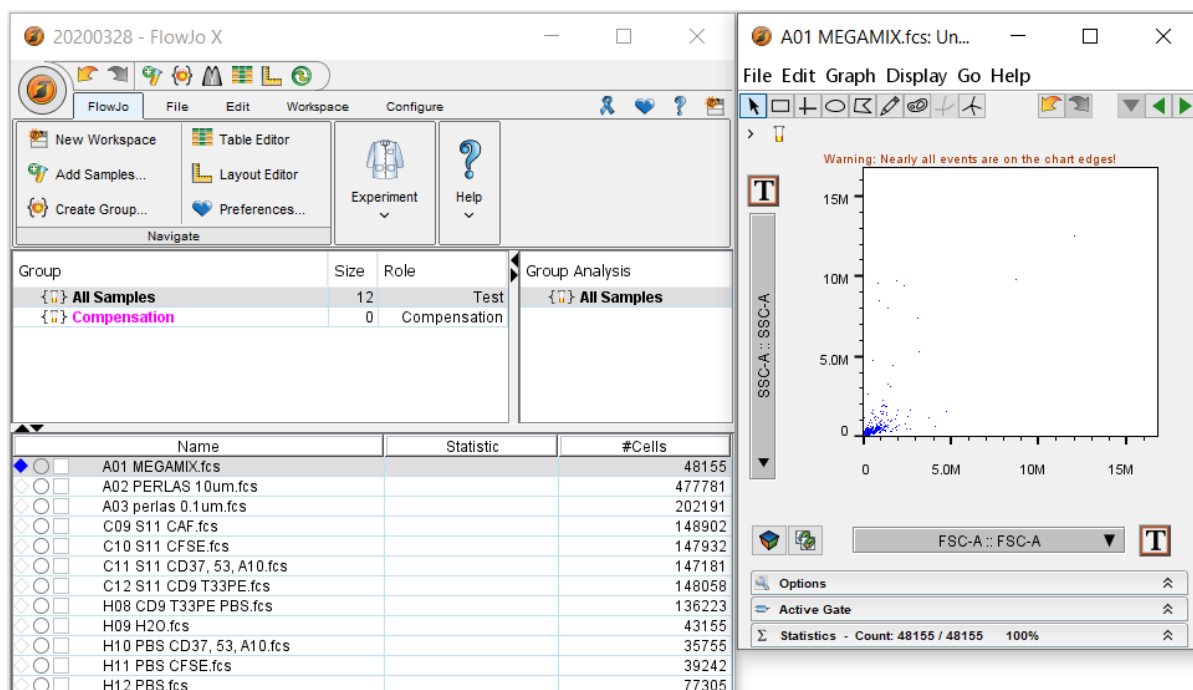 20200328 - FlowJo X
FlowJo File Edit Workspace Configure
New Workspace Table Editor
Add Samples... Layout Editor
Create Group... Preferences...
Navigate
Experiment
Help
Group Size Role
All Samples 12 Test
Compensation 0 Compensation
Group Analysis
All Samples
Name Statistic #Cells
A01 MEGAMIX.fcs 48155
A02 PERLAS 10um.fcs 477781
A03 perlas 0.1um.fcs 202191
C09 S11 CAF.fcs 148902
C10 S11 CFSE.fcs 147932
C11 S11 CD37, 53, A10.fcs 147181
C12 S11 CD9 T33PE.fcs 148058
H08 CD9 T33PE PBS.fcs 136223
H09 H2O.fcs 43155
H10 PBS CD37, 53, A10.fcs 35755
H11 PBS CFSE.fcs 39242
H12 PBS.fcs 77305
A01 MEGAMIX.fcs: Un...
File Edit Graph Display Go Help
Warning: Nearly all events are on the chart edges!
T
SSC-A :: SSC-A
15M
10M
5.0M
0
0 5.0M 10M 15M
FSC-A :: FSC-A
T
Options
Active Gate
Σ Statistics - Count: 48155 / 48155 100%